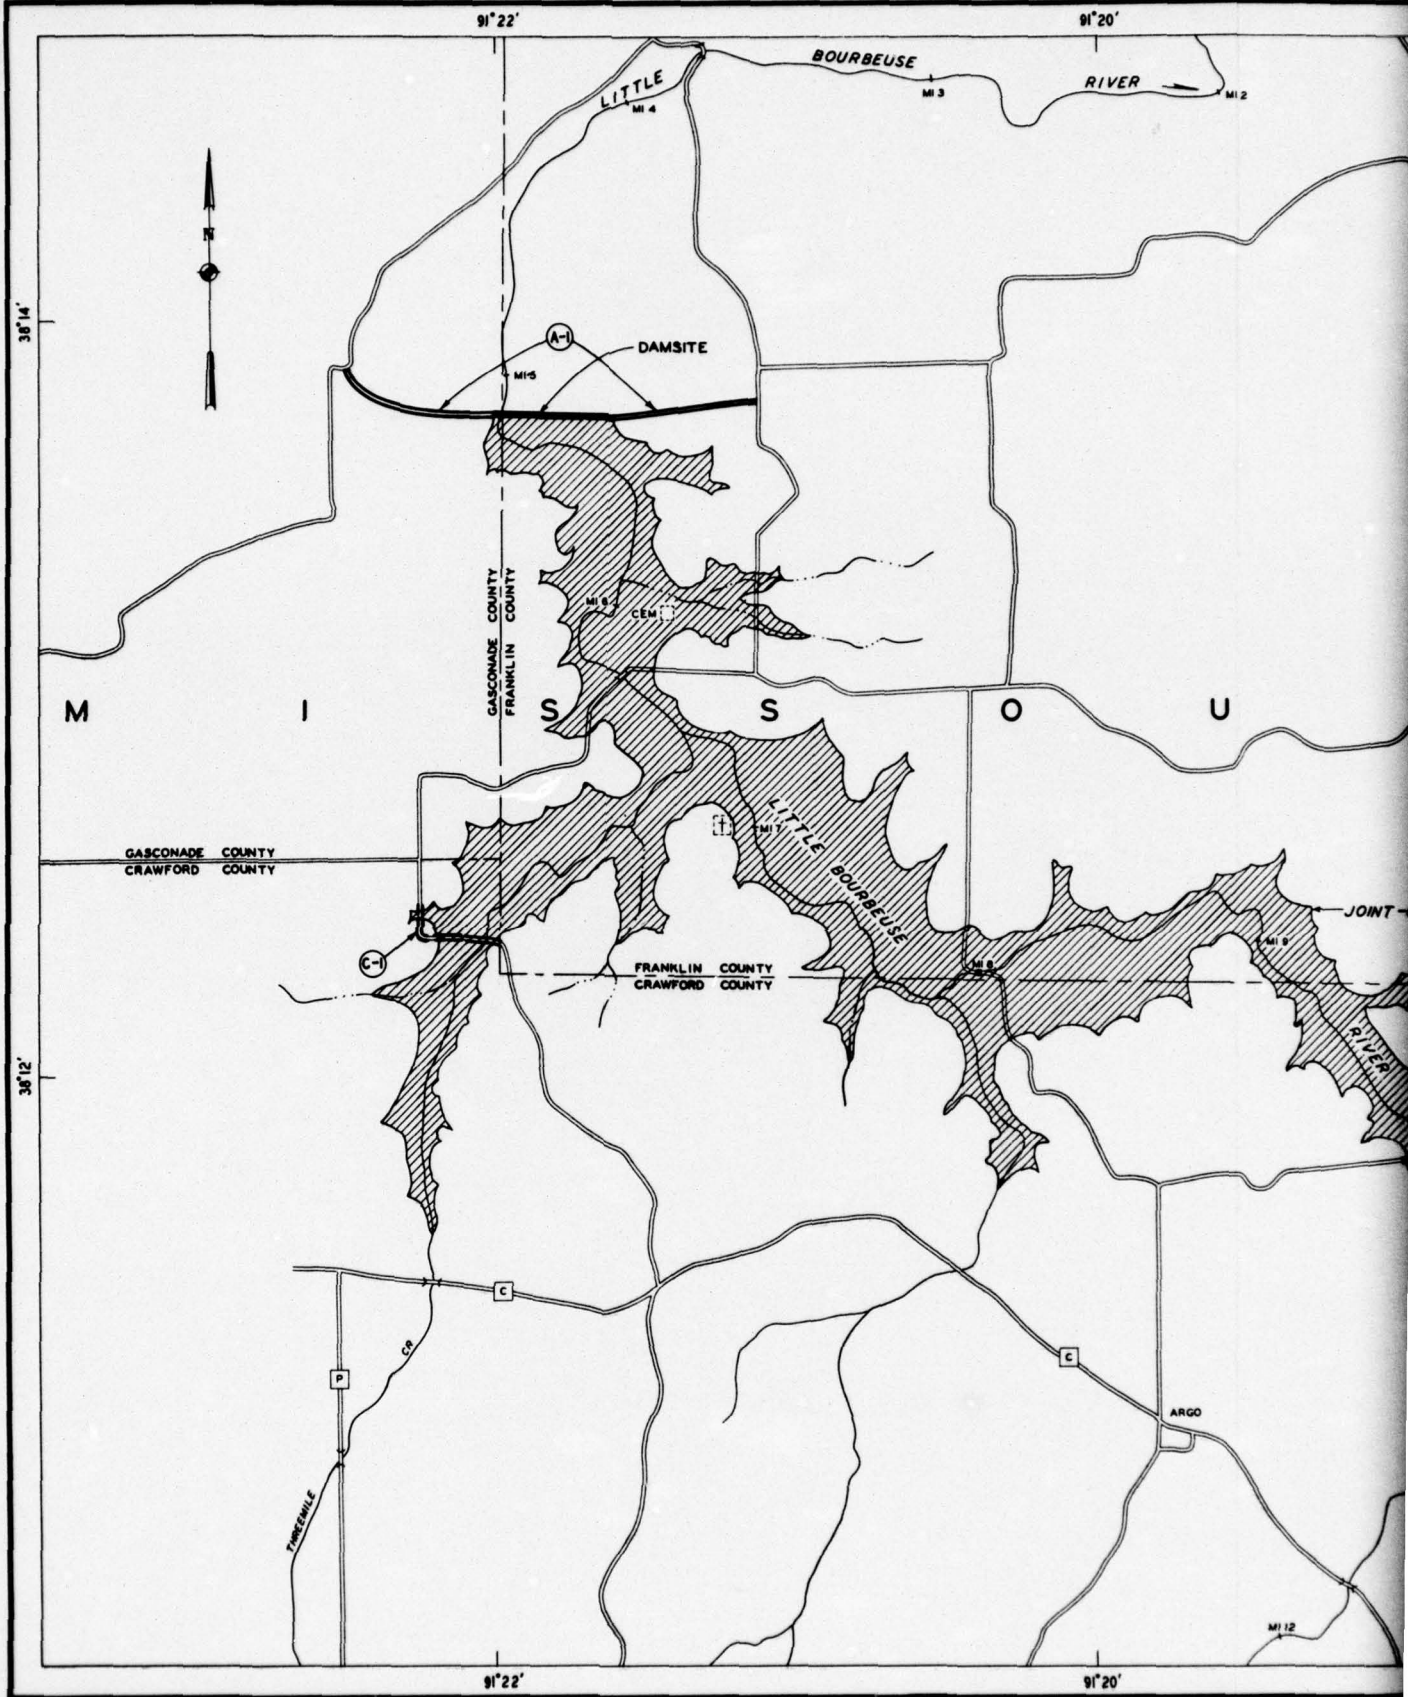 91°22'
91°20'
LITTLE
BOURBEUSE
RIVER
MI 4
MI 3
MI 2
N
38°14'
A-1
DAMSITE
MI-5
GASCONADE COUNTY
FRANKLIN COUNTY
MI 6
CEM
M I S S O U
LITTLE BOURBEUSE
MI 7
GASCONADE COUNTY
CRAWFORD COUNTY
JOINT
C-1
FRANKLIN COUNTY
CRAWFORD COUNTY
MI 8
MI 9
RIVER
38°12'
C
CR
P
C
ARGO
THREEMILE
MI 12
91°22'
91°20'